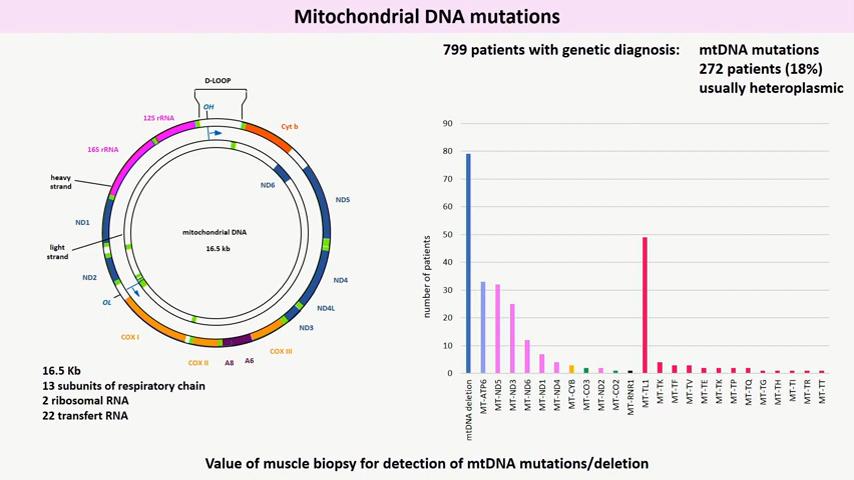 Mitochondrial DNA mutations
799 patients with genetic diagnosis:
mtDNA mutations
272 patients (18%)
usually heteroplasmic
D-LOOP
OH
12S rRNA
Cyt b
16S rRNA
heavy
strand
ND6
ND5
ND1
mitochondrial DNA
16.5 kb
light
strand
ND2
ND4
OL
ND4L
ND3
COX I
COX III
COX II
A8
A6
16.5 Kb
13 subunits of respiratory chain
2 ribosomal RNA
22 transfert RNA
number of patients
90
80
70
60
50
40
30
20
10
0
mtDNA deletion
MT-ATP6
MT-ND5
MT-ND3
MT-ND6
MT-ND1
MT-ND4
MT-CYB
MT-CO3
MT-ND2
MT-CO2
MT-RNR1
MT-TL1
MT-TK
MT-TF
MT-TV
MT-TE
MT-TK
MT-TP
MT-TQ
MT-TG
MT-TH
MT-TI
MT-TR
MT-TT
Value of muscle biopsy for detection of mtDNA mutations/deletion